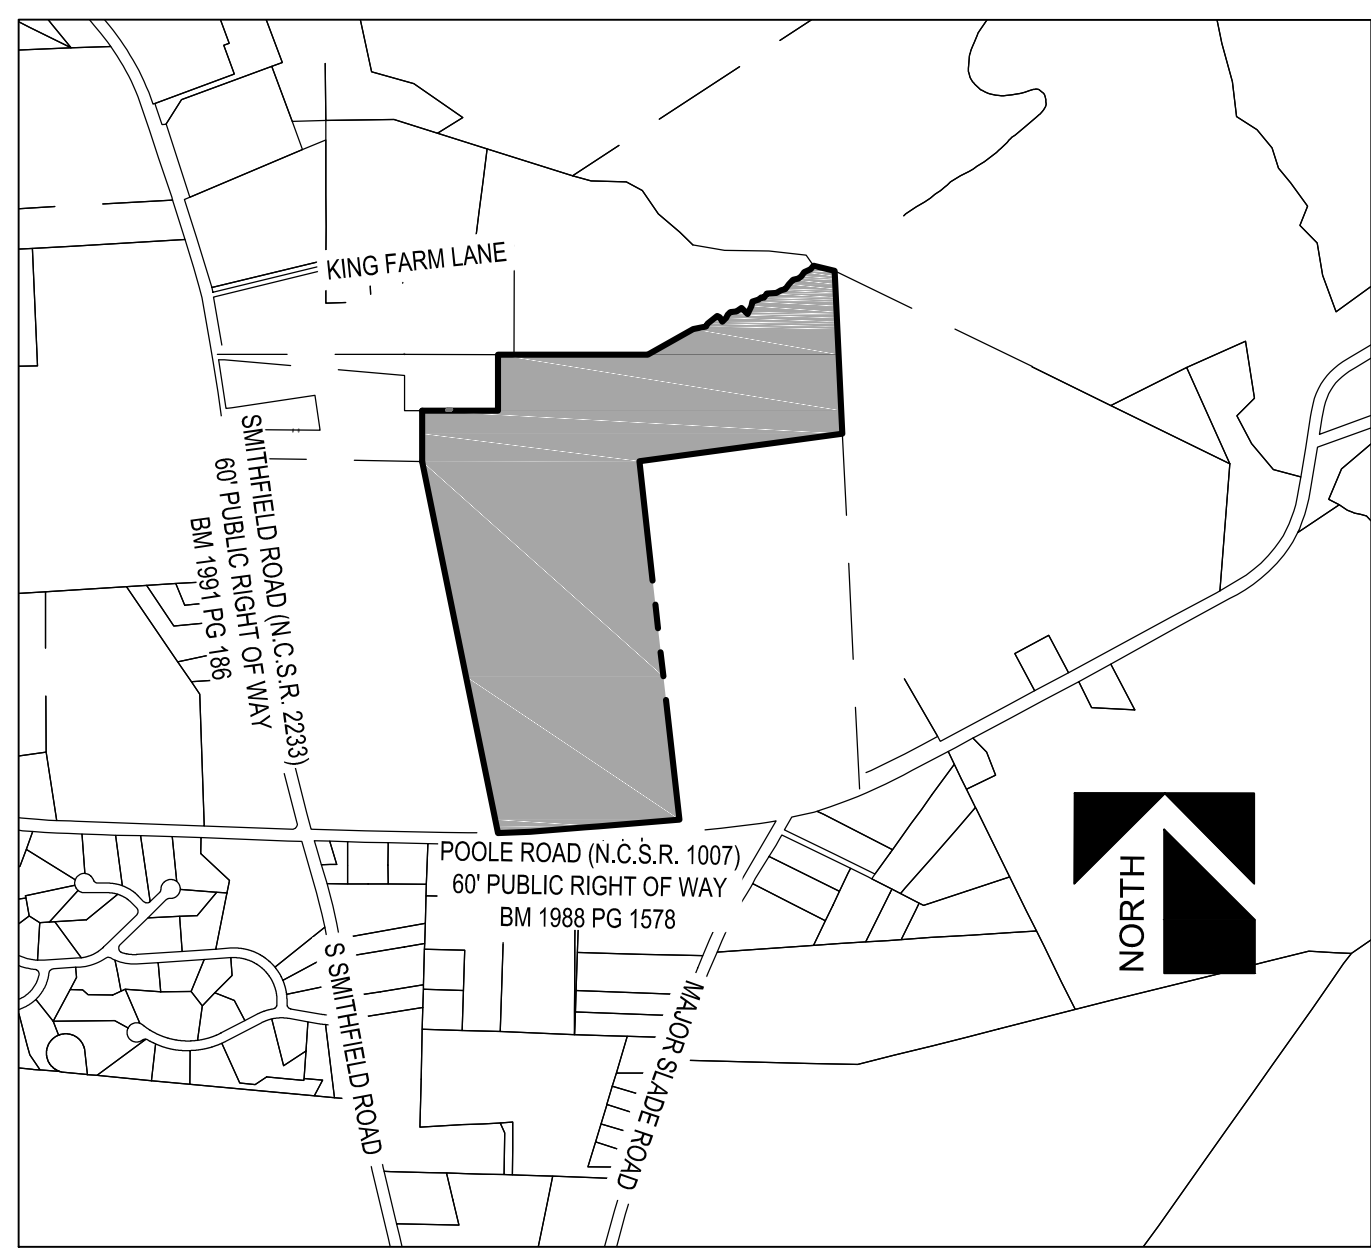 KING FARM LANE
SMITHFIELD ROAD (N.C.S.R. 2233)
60' PUBLIC RIGHT OF WAY
BM 1991 PG 186
POOLE ROAD (N.C.S.R. 1007)
60' PUBLIC RIGHT OF WAY
BM 1988 PG 1578
S SMITHFIELD ROAD
MAJOR SLADE ROAD
NORTH